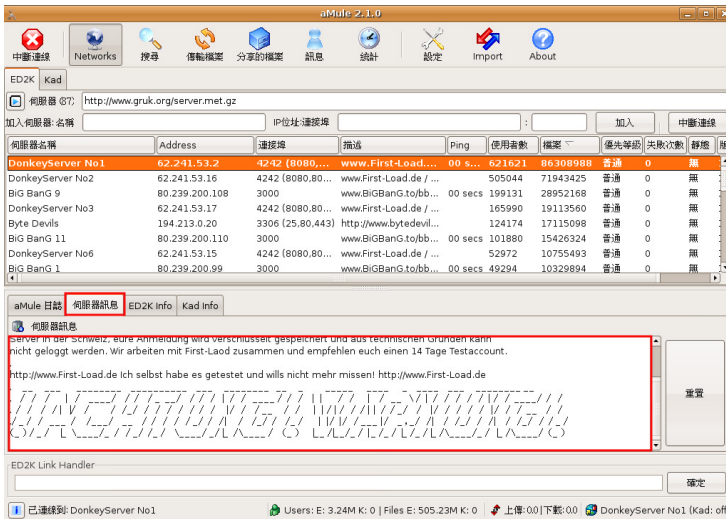 aMule 2.1.0
中斷連線 Networks 搜尋 傳輸檔案 分享的檔案 訊息 統計 設定 Import About
ED2K Kad
伺服器 (87) http://www.gruk.org/server.met.gz
加入伺服器: 名稱 IP位址:連接埠 : 加入 中斷連線
伺服器名稱 Address 連接埠 描述 Ping 使用者數 檔案 優先等級 失敗次數 靜態
DonkeyServer No1 62.241.53.2 4242 (8080,... www.First-Load.... 00 s... 621621 86308988 普通 0 無
DonkeyServer No2 62.241.53.16 4242 (8080,80... www.First-Load.de / ... 505044 71943425 普通 0 無
BiG BanG 9 80.239.200.108 3000 www.BiGBanG.to/bb... 00 secs 199131 28952168 普通 0 無
DonkeyServer No3 62.241.53.17 4242 (8080,80... www.First-Load.de / ... 165990 19113560 普通 0 無
Byte Devils 194.213.0.20 3306 (25,80,443) http://www.bytedevil... 124174 17115098 普通 0 無
BiG BanG 11 80.239.200.110 3000 www.BiGBanG.to/bb... 00 secs 101880 15426324 普通 0 無
DonkeyServer No6 62.241.53.15 4242 (8080,80... www.First-Load.de / ... 52972 10755493 普通 0 無
BiG BanG 1 80.239.200.99 3000 www.BiGBanG.to/bb... 00 secs 49294 10329894 普通 0 無
aMule 日誌 伺服器訊息 ED2K Info Kad Info
伺服器訊息
Server in der Schweiz, eure Anmeldung wird verschlüsselt gespeichert und aus technischen Gründen kann
nicht geloggt werden. Wir arbeiten mit First-Laod zusammen und empfehlen euch einen 14 Tage Testaccount.
http://www.First-Load.de Ich selbst habe es getestet und wills nicht mehr missen! http://www.First-Load.de
重置
ED2K Link Handler
確定
已連線到: DonkeyServer No1 Users: E: 3.24M K: 0 | Files E: 505.23M K: 0 上傳: 0.0 | 下載: 0.0 DonkeyServer No1 (Kad: off